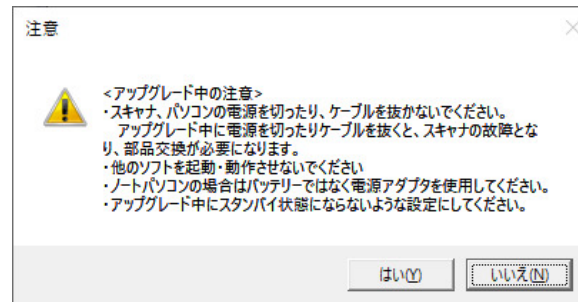 注意
<アップグレード中の注意>
・スキャナ、パソコンの電源を切ったり、ケーブルを抜かないでください。
アップグレード中に電源を切ったりケーブルを抜くと、スキャナの故障とな
り、部品交換が必要になります。
・他のソフトを起動・動作させないでください
・ノートパソコンの場合はバッテリーではなく電源アダプタを使用してください。
・アップグレード中にスタンバイ状態にならないような設定にしてください。
はい(Y)
いいえ(N)